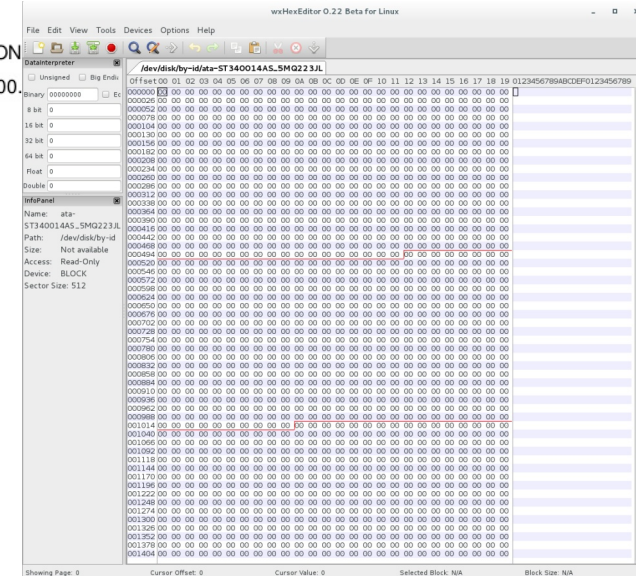 wxHexEditor 0.22 Beta for Linux
File Edit View Tools Devices Options Help
ON
00.
DataInterpreter
Unsigned Big Endi
Binary 00000000 Ed
8 bit 0
16 bit 0
32 bit 0
64 bit 0
Float 0
Double 0
InfoPanel
Name: ata-
ST340014AS_5MQ223JL
Path: /dev/disk/by-id
Size: Not available
Access: Read-Only
Device: BLOCK
Sector Size: 512
/dev/disk/by-id/ata-ST340014AS_5MQ223JL
Offset 00 01 02 03 04 05 06 07 08 09 0A 0B 0C 0D 0E 0F 10 11 12 13 14 15 16 17 18 19 0123456789ABCDEF0123456789
000000 00 00 00 00 00 00 00 00 00 00 00 00 00 00 00 00 00 00 00 00 00 00 00 00 00 00
000026 00 00 00 00 00 00 00 00 00 00 00 00 00 00 00 00 00 00 00 00 00 00 00 00 00 00
000052 00 00 00 00 00 00 00 00 00 00 00 00 00 00 00 00 00 00 00 00 00 00 00 00 00 00
000078 00 00 00 00 00 00 00 00 00 00 00 00 00 00 00 00 00 00 00 00 00 00 00 00 00 00
000104 00 00 00 00 00 00 00 00 00 00 00 00 00 00 00 00 00 00 00 00 00 00 00 00 00 00
000130 00 00 00 00 00 00 00 00 00 00 00 00 00 00 00 00 00 00 00 00 00 00 00 00 00 00
000156 00 00 00 00 00 00 00 00 00 00 00 00 00 00 00 00 00 00 00 00 00 00 00 00 00 00
000182 00 00 00 00 00 00 00 00 00 00 00 00 00 00 00 00 00 00 00 00 00 00 00 00 00 00
000208 00 00 00 00 00 00 00 00 00 00 00 00 00 00 00 00 00 00 00 00 00 00 00 00 00 00
000234 00 00 00 00 00 00 00 00 00 00 00 00 00 00 00 00 00 00 00 00 00 00 00 00 00 00
000260 00 00 00 00 00 00 00 00 00 00 00 00 00 00 00 00 00 00 00 00 00 00 00 00 00 00
000286 00 00 00 00 00 00 00 00 00 00 00 00 00 00 00 00 00 00 00 00 00 00 00 00 00 00
000312 00 00 00 00 00 00 00 00 00 00 00 00 00 00 00 00 00 00 00 00 00 00 00 00 00 00
000338 00 00 00 00 00 00 00 00 00 00 00 00 00 00 00 00 00 00 00 00 00 00 00 00 00 00
000364 00 00 00 00 00 00 00 00 00 00 00 00 00 00 00 00 00 00 00 00 00 00 00 00 00 00
000390 00 00 00 00 00 00 00 00 00 00 00 00 00 00 00 00 00 00 00 00 00 00 00 00 00 00
000416 00 00 00 00 00 00 00 00 00 00 00 00 00 00 00 00 00 00 00 00 00 00 00 00 00 00
000442 00 00 00 00 00 00 00 00 00 00 00 00 00 00 00 00 00 00 00 00 00 00 00 00 00 00
000468 00 00 00 00 00 00 00 00 00 00 00 00 00 00 00 00 00 00 00 00 00 00 00 00 00 00
000494 00 00 00 00 00 00 00 00 00 00 00 00 00 00 00 00 00 00 00 00 00 00 00 00 00 00
000520 00 00 00 00 00 00 00 00 00 00 00 00 00 00 00 00 00 00 00 00 00 00 00 00 00 00
000546 00 00 00 00 00 00 00 00 00 00 00 00 00 00 00 00 00 00 00 00 00 00 00 00 00 00
000572 00 00 00 00 00 00 00 00 00 00 00 00 00 00 00 00 00 00 00 00 00 00 00 00 00 00
000598 00 00 00 00 00 00 00 00 00 00 00 00 00 00 00 00 00 00 00 00 00 00 00 00 00 00
000624 00 00 00 00 00 00 00 00 00 00 00 00 00 00 00 00 00 00 00 00 00 00 00 00 00 00
000650 00 00 00 00 00 00 00 00 00 00 00 00 00 00 00 00 00 00 00 00 00 00 00 00 00 00
000676 00 00 00 00 00 00 00 00 00 00 00 00 00 00 00 00 00 00 00 00 00 00 00 00 00 00
000702 00 00 00 00 00 00 00 00 00 00 00 00 00 00 00 00 00 00 00 00 00 00 00 00 00 00
000728 00 00 00 00 00 00 00 00 00 00 00 00 00 00 00 00 00 00 00 00 00 00 00 00 00 00
000754 00 00 00 00 00 00 00 00 00 00 00 00 00 00 00 00 00 00 00 00 00 00 00 00 00 00
000780 00 00 00 00 00 00 00 00 00 00 00 00 00 00 00 00 00 00 00 00 00 00 00 00 00 00
000806 00 00 00 00 00 00 00 00 00 00 00 00 00 00 00 00 00 00 00 00 00 00 00 00 00 00
000832 00 00 00 00 00 00 00 00 00 00 00 00 00 00 00 00 00 00 00 00 00 00 00 00 00 00
000858 00 00 00 00 00 00 00 00 00 00 00 00 00 00 00 00 00 00 00 00 00 00 00 00 00 00
000884 00 00 00 00 00 00 00 00 00 00 00 00 00 00 00 00 00 00 00 00 00 00 00 00 00 00
000910 00 00 00 00 00 00 00 00 00 00 00 00 00 00 00 00 00 00 00 00 00 00 00 00 00 00
000936 00 00 00 00 00 00 00 00 00 00 00 00 00 00 00 00 00 00 00 00 00 00 00 00 00 00
000962 00 00 00 00 00 00 00 00 00 00 00 00 00 00 00 00 00 00 00 00 00 00 00 00 00 00
000988 00 00 00 00 00 00 00 00 00 00 00 00 00 00 00 00 00 00 00 00 00 00 00 00 00 00
001014 00 00 00 00 00 00 00 00 00 00 00 00 00 00 00 00 00 00 00 00 00 00 00 00 00 00
001040 00 00 00 00 00 00 00 00 00 00 00 00 00 00 00 00 00 00 00 00 00 00 00 00 00 00
001066 00 00 00 00 00 00 00 00 00 00 00 00 00 00 00 00 00 00 00 00 00 00 00 00 00 00
001092 00 00 00 00 00 00 00 00 00 00 00 00 00 00 00 00 00 00 00 00 00 00 00 00 00 00
001118 00 00 00 00 00 00 00 00 00 00 00 00 00 00 00 00 00 00 00 00 00 00 00 00 00 00
001144 00 00 00 00 00 00 00 00 00 00 00 00 00 00 00 00 00 00 00 00 00 00 00 00 00 00
001170 00 00 00 00 00 00 00 00 00 00 00 00 00 00 00 00 00 00 00 00 00 00 00 00 00 00
001196 00 00 00 00 00 00 00 00 00 00 00 00 00 00 00 00 00 00 00 00 00 00 00 00 00 00
001222 00 00 00 00 00 00 00 00 00 00 00 00 00 00 00 00 00 00 00 00 00 00 00 00 00 00
001248 00 00 00 00 00 00 00 00 00 00 00 00 00 00 00 00 00 00 00 00 00 00 00 00 00 00
001274 00 00 00 00 00 00 00 00 00 00 00 00 00 00 00 00 00 00 00 00 00 00 00 00 00 00
001300 00 00 00 00 00 00 00 00 00 00 00 00 00 00 00 00 00 00 00 00 00 00 00 00 00 00
001326 00 00 00 00 00 00 00 00 00 00 00 00 00 00 00 00 00 00 00 00 00 00 00 00 00 00
001352 00 00 00 00 00 00 00 00 00 00 00 00 00 00 00 00 00 00 00 00 00 00 00 00 00 00
001378 00 00 00 00 00 00 00 00 00 00 00 00 00 00 00 00 00 00 00 00 00 00 00 00 00 00
001404 00 00 00 00 00 00 00 00 00 00 00 00 00 00 00 00 00 00 00 00 00 00 00 00 00 00
Showing Page: 0 Cursor Offset: 0 Cursor Value: 0 Selected Block: N/A Block Size: N/A